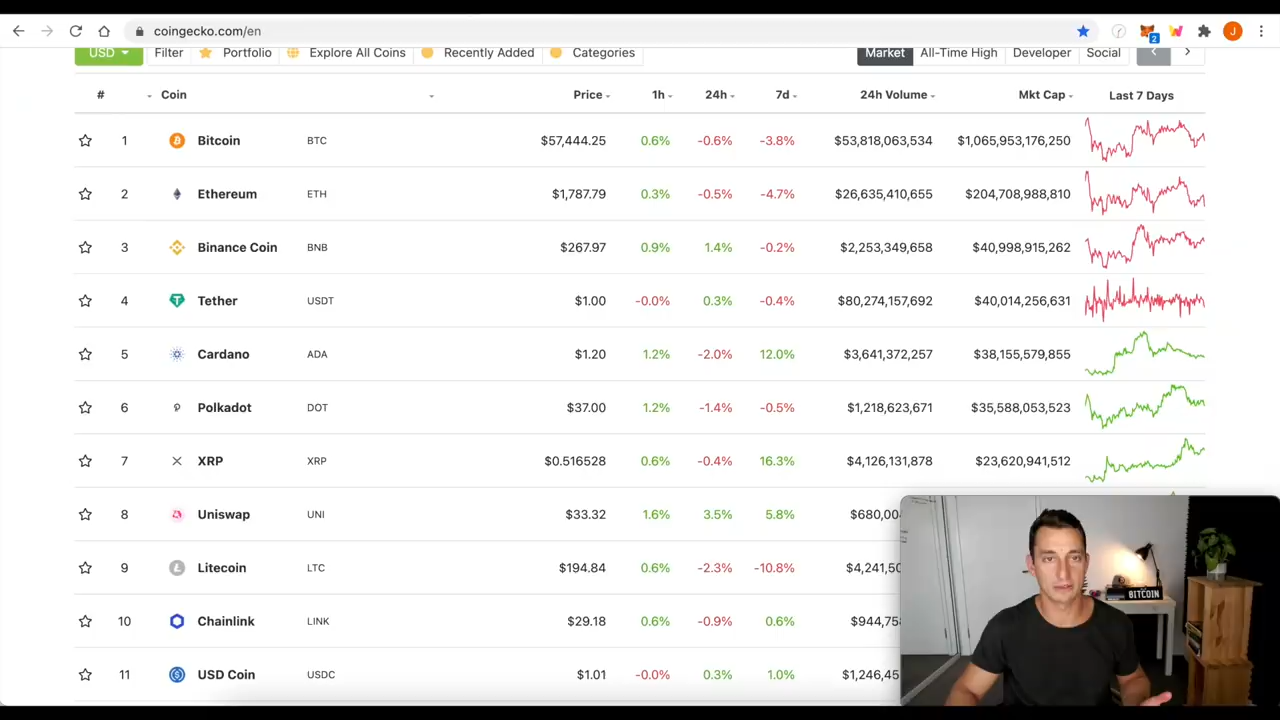 coingecko.com/en
2
J
USD Filter Portfolio Explore All Coins Recently Added Categories Market All-Time High Developer Social
# Coin Price 1h 24h 7d 24h Volume Mkt Cap Last 7 Days
1 Bitcoin BTC $57,444.25 0.6% -0.6% -3.8% $53,818,063,534 $1,065,953,176,250
2 Ethereum ETH $1,787.79 0.3% -0.5% -4.7% $26,635,410,655 $204,708,988,810
3 Binance Coin BNB $267.97 0.9% 1.4% -0.2% $2,253,349,658 $40,998,915,262
4 Tether USDT $1.00 -0.0% 0.3% -0.4% $80,274,157,692 $40,014,256,631
5 Cardano ADA $1.20 1.2% -2.0% 12.0% $3,641,372,257 $38,155,579,855
6 Polkadot DOT $37.00 1.2% -1.4% -0.5% $1,218,623,671 $35,588,053,523
7 XRP XRP $0.516528 0.6% -0.4% 16.3% $4,126,131,878 $23,620,941,512
8 Uniswap UNI $33.32 1.6% 3.5% 5.8% $680,00
9 Litecoin LTC $194.84 0.6% -2.3% -10.8% $4,241,50
10 Chainlink LINK $29.18 0.6% -0.9% 0.6% $944,75
11 USD Coin USDC $1.01 -0.0% 0.3% 1.0% $1,246,45
BITCOIN